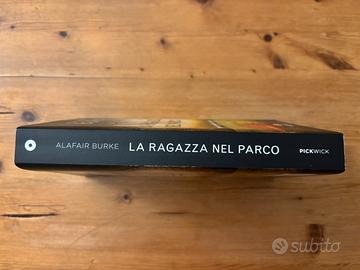 ALAFAIR BURKE LA RAGAZZA NEL PARCO PICKWICK
subito